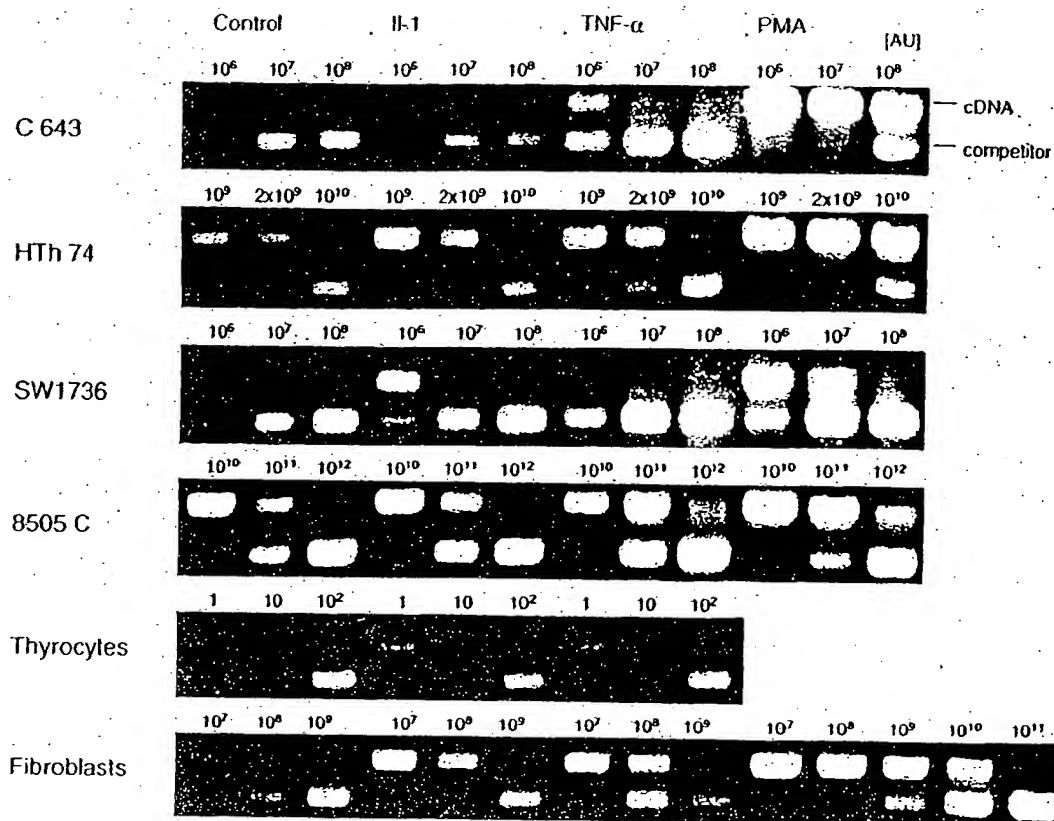 Control Il-1 TNF-α PMA [AU]
10⁶ 10⁷ 10⁸ 10⁶ 10⁷ 10⁸ 10⁶ 10⁷ 10⁸ 10⁶ 10⁷ 10⁸
C 643
cDNA
competitor
10⁹ 2x10⁹ 10¹⁰ 10⁹ 2x10⁹ 10¹⁰ 10⁹ 2x10⁹ 10¹⁰ 10⁹ 2x10⁹ 10¹⁰
HTh 74
10⁶ 10⁷ 10⁸ 10⁶ 10⁷ 10⁸ 10⁶ 10⁷ 10⁸ 10⁶ 10⁷ 10⁸
SW1736
10¹⁰ 10¹¹ 10¹² 10¹⁰ 10¹¹ 10¹² 10¹⁰ 10¹¹ 10¹² 10¹⁰ 10¹¹ 10¹²
8505 C
1 10 10² 1 10 10² 1 10 10²
Thyrocytes
10⁷ 10⁸ 10⁹ 10⁷ 10⁸ 10⁹ 10⁷ 10⁸ 10⁹ 10⁷ 10⁸ 10⁹ 10¹⁰ 10¹¹
Fibroblasts